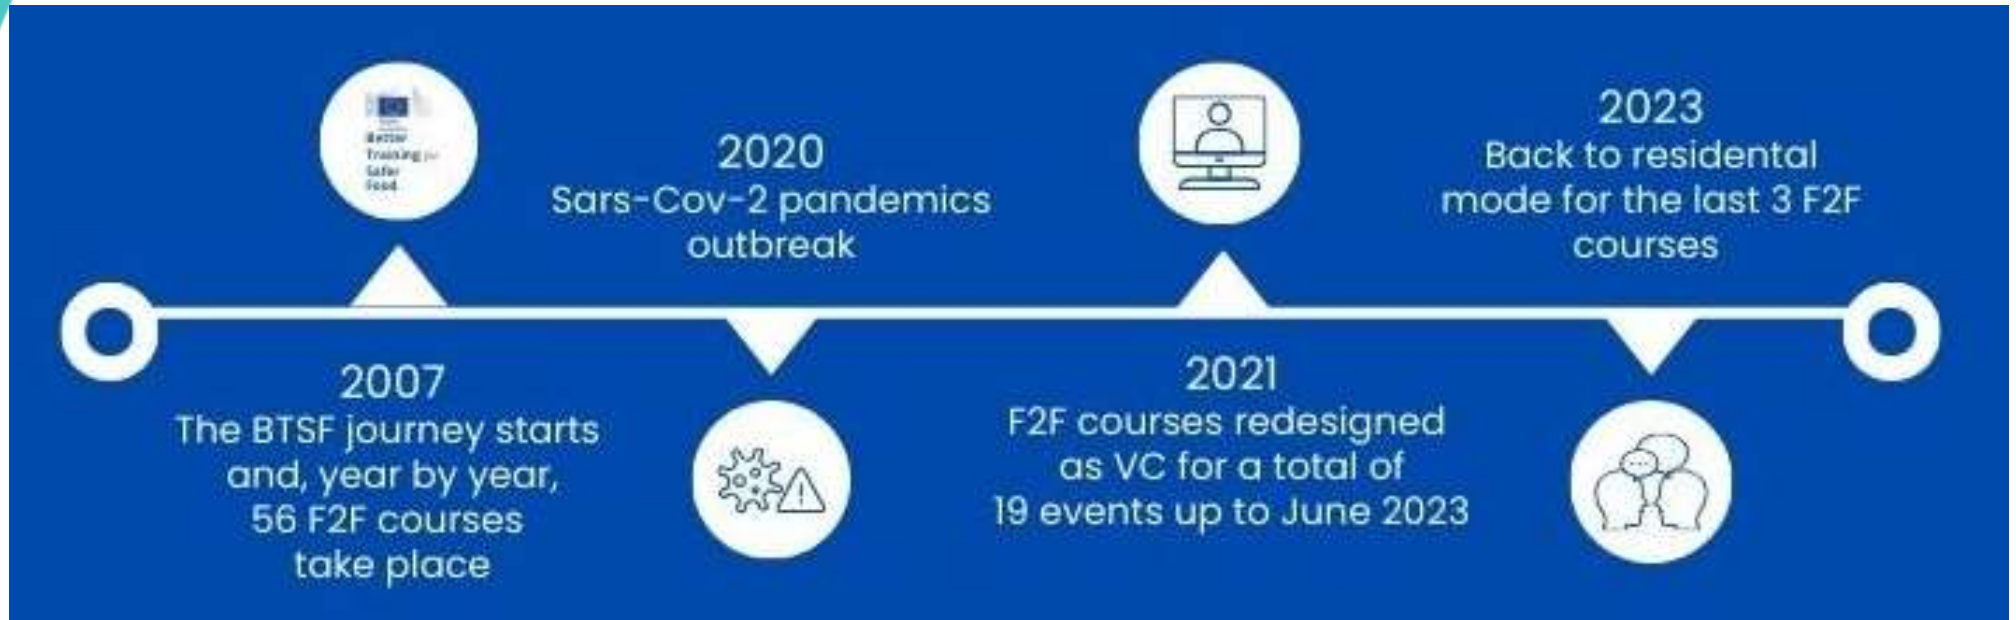 Better
Training for
Safer
Food
2007
The BTSF journey starts
and, year by year,
56 F2F courses
take place
2020
Sars-Cov-2 pandemics
outbreak
2021
F2F courses redesigned
as VC for a total of
19 events up to June 2023
2023
Back to residental
mode for the last 3 F2F
courses